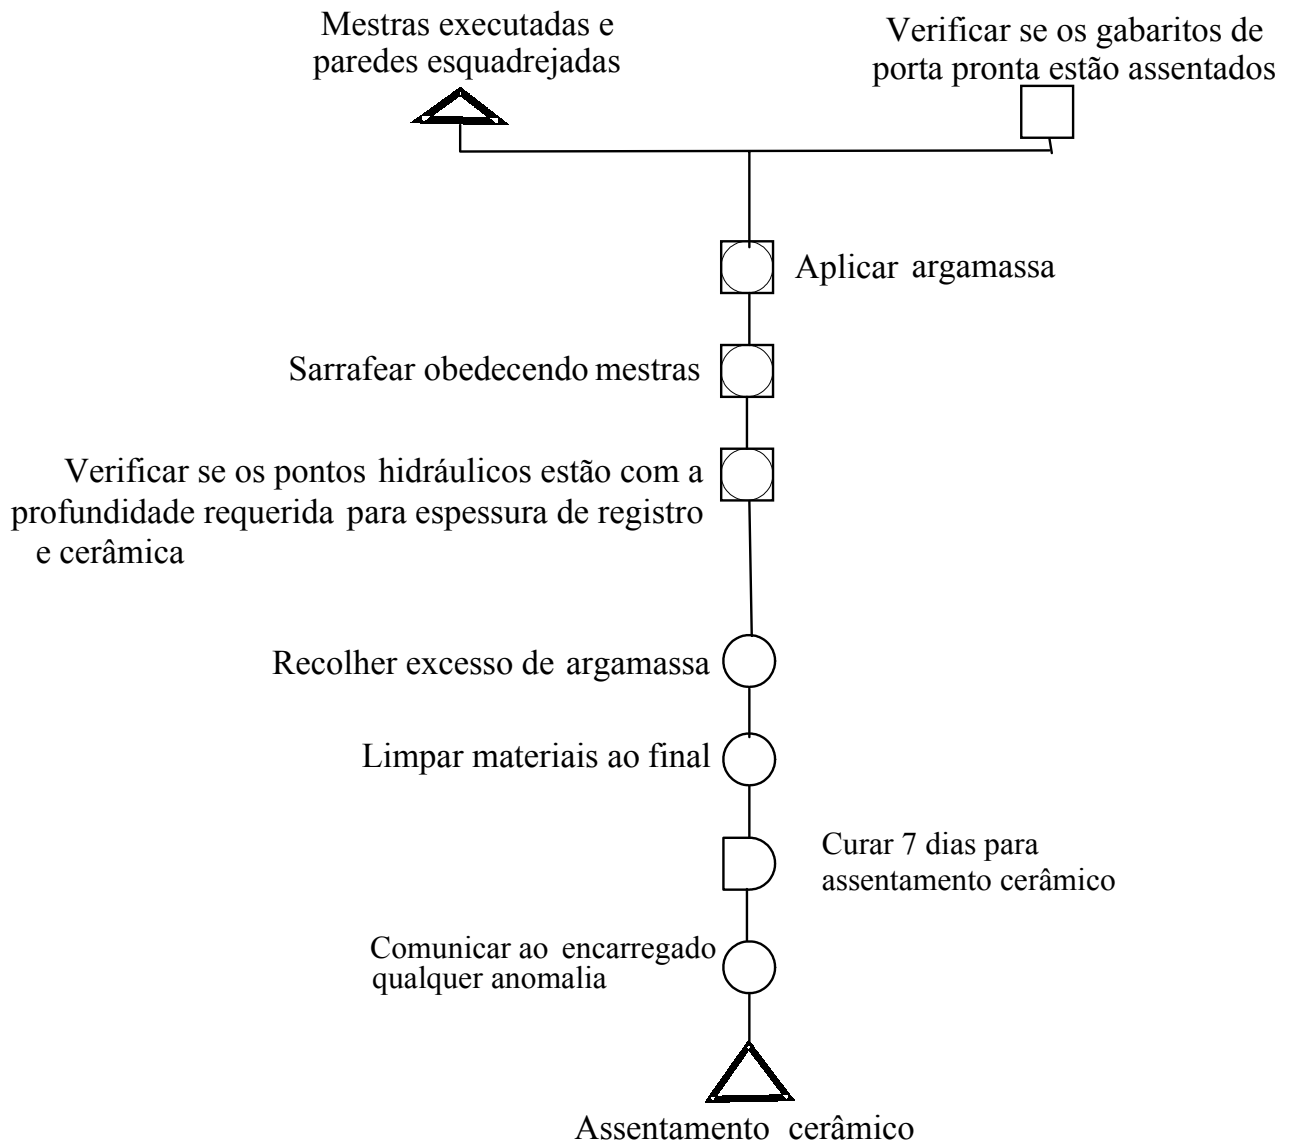 Mestras executadas e
paredes esquadrejadas
Verificar se os gabaritos de
porta pronta estão assentados
Aplicar argamassa
Sarrafear obedecendo mestras
Verificar se os pontos hidráulicos estão com a
profundidade requerida para espessura de registro
e cerâmica
Recolher excesso de argamassa
Limpar materiais ao final
Curar 7 dias para
assentamento cerâmico
Comunicar ao encarregado
qualquer anomalia
Assentamento cerâmico